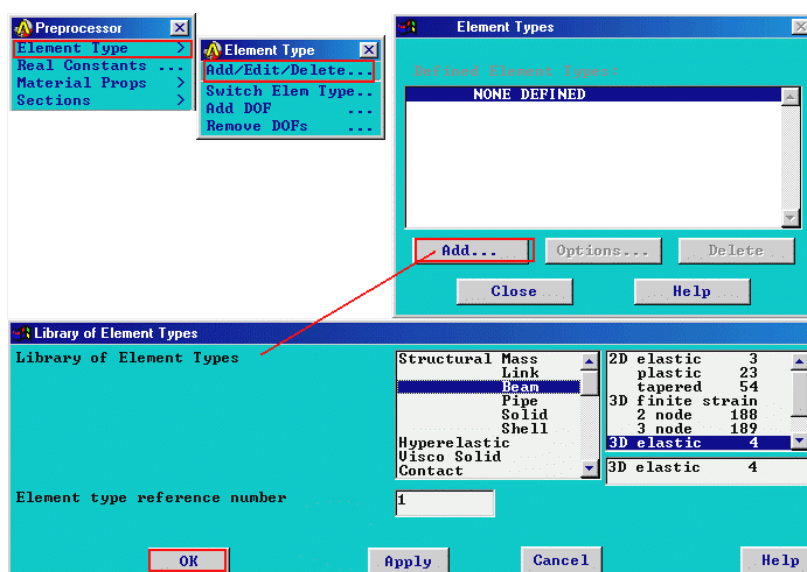 Preprocessor
Element Type >
Real Constants ...
Material Props >
Sections >
Element Type
Add/Edit/Delete...
Switch Elem Type..
Add DOF ...
Remove DOFs ...
Element Types
Defined Element Types:
NONE DEFINED
Add...
Options...
Delete
Close
Help
Library of Element Types
Library of Element Types
Structural Mass
Link
Beam
Pipe
Solid
Shell
Hyperelastic
Visco Solid
Contact
2D elastic 3
plastic 23
tapered 54
3D finite strain
2 node 188
3 node 189
3D elastic 4
3D elastic 4
Element type reference number
1
OK
Apply
Cancel
Help